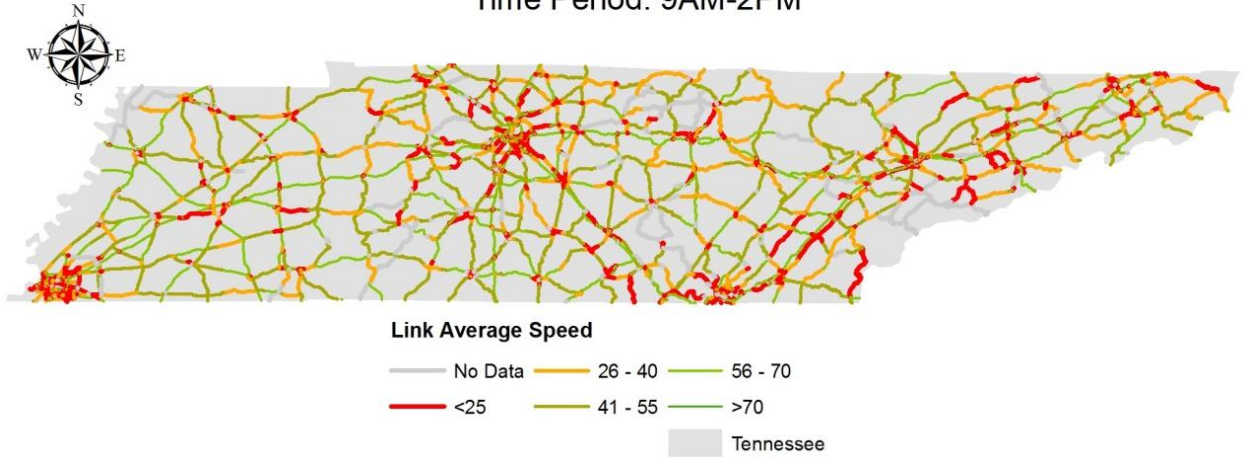 Time Period: 9AM-2PM
N
W E
S
Link Average Speed
No Data 26 - 40 56 - 70
<25 41 - 55 >70
Tennessee